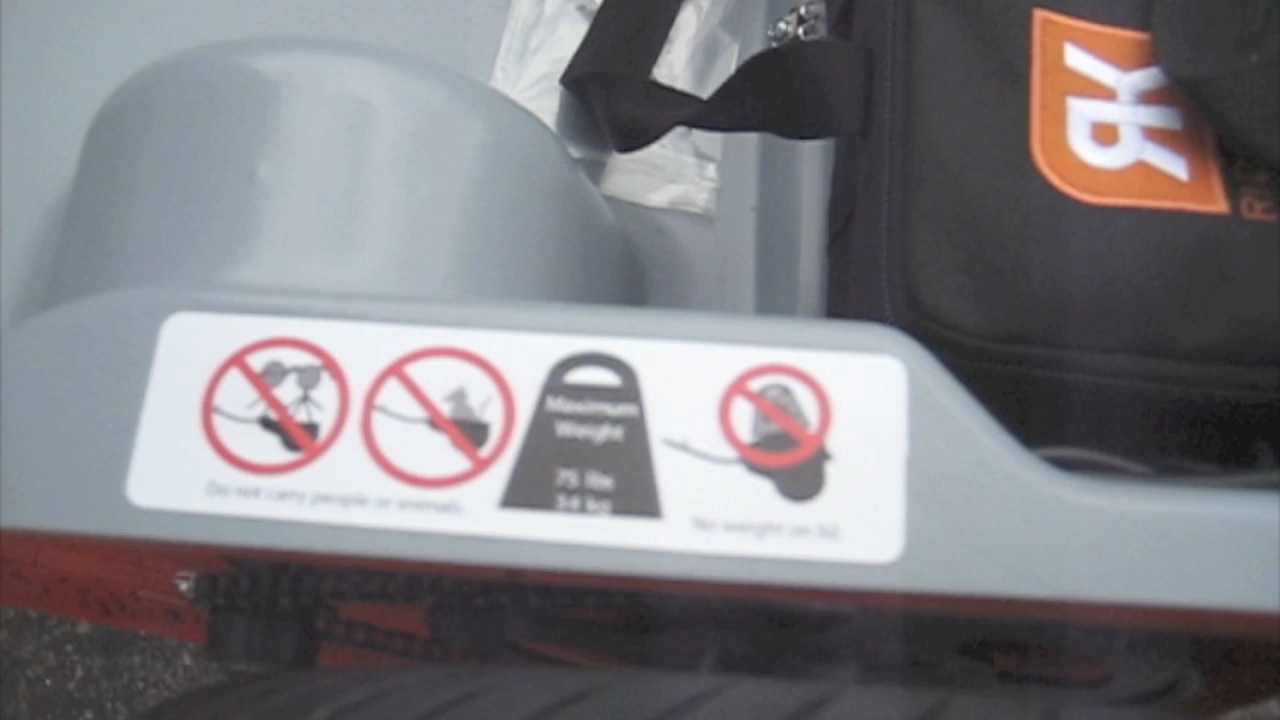 Do not carry people or animals.
Maximum
Weight
75 lbs
34 kg
No weight on lid.